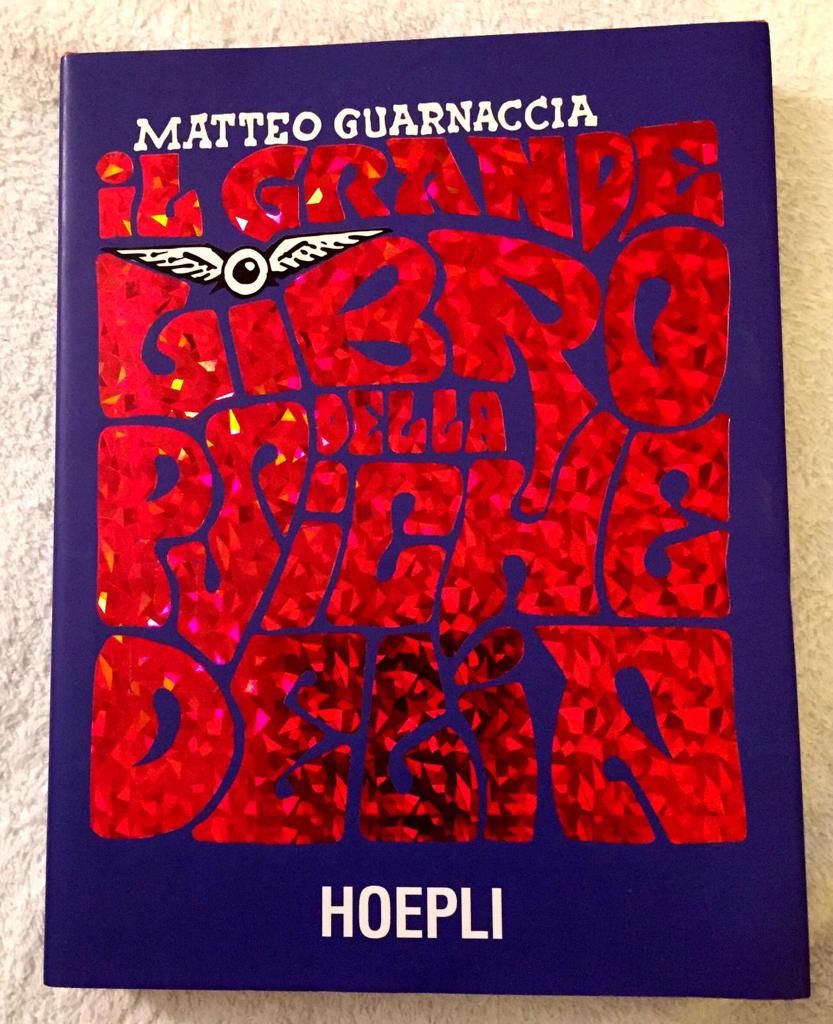 MATTEO GUARNACCIA
iL GRANDE
LiBRO
DELLA
PSiCHE
DELiA
HOEPLI